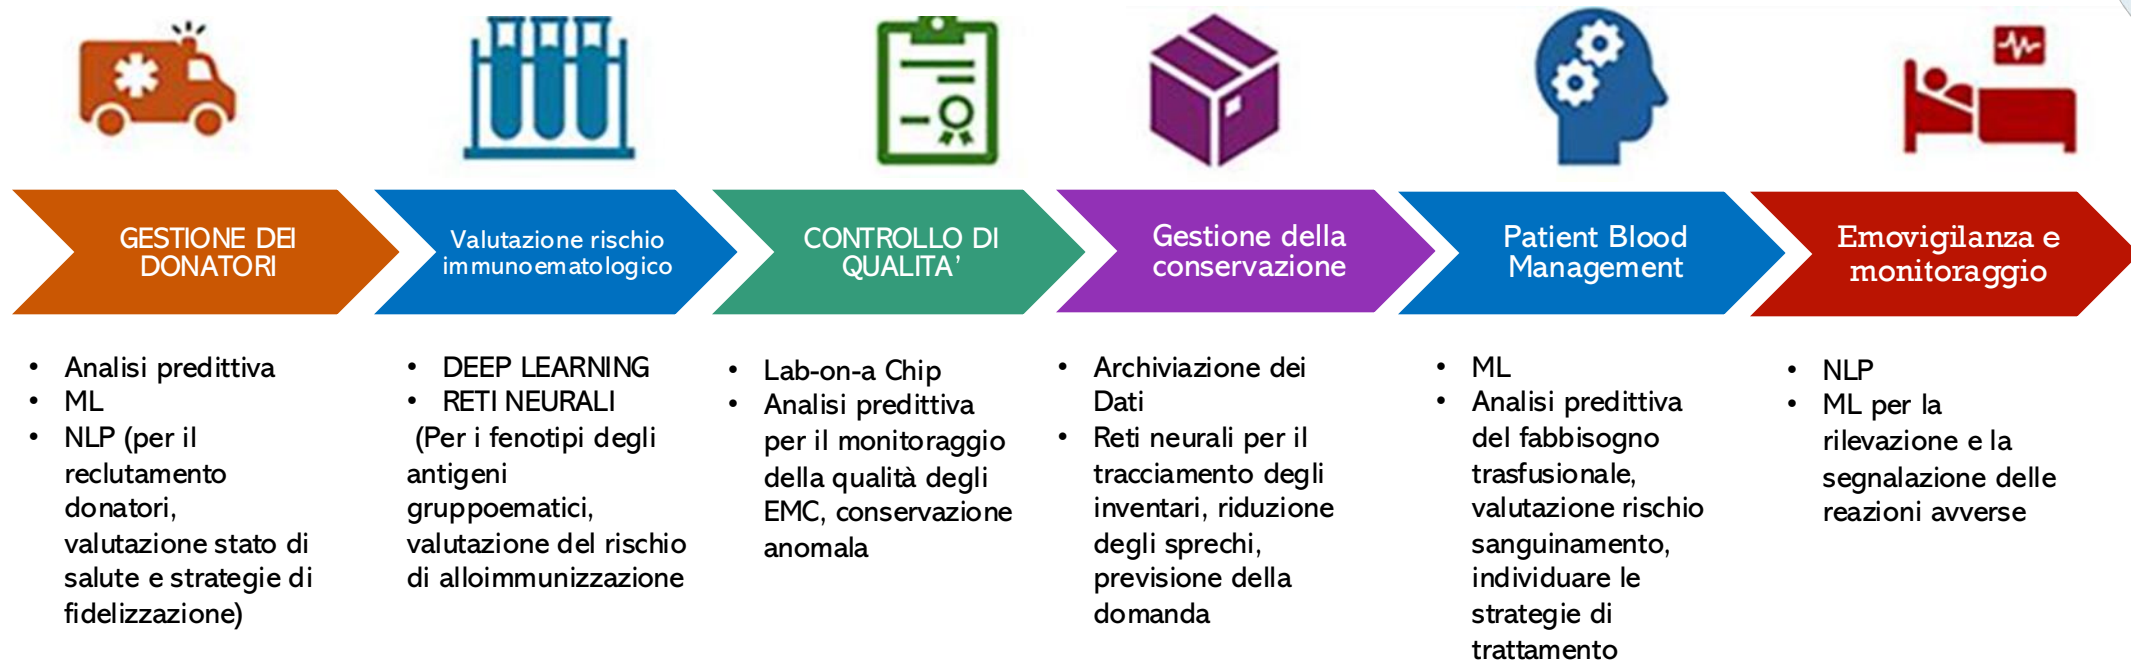 GESTIONE DEI
DONATORI
Valutazione rischio
immunoematologico
CONTROLLO DI
QUALITA’
Gestione della
conservazione
Patient Blood
Management
Emovigilanza e
monitoraggio
• Analisi predittiva
• ML
• NLP (per il
reclutamento
donatori,
valutazione stato di
salute e strategie di
fidelizzazione)
• DEEP LEARNING
• RETI NEURALI
(Per i fenotipi degli
antigeni
gruppoematici,
valutazione del rischio
di alloimmunizzazione
• Lab-on-a Chip
• Analisi predittiva
per il monitoraggio
della qualità degli
EMC, conservazione
anomala
• Archiviazione dei
Dati
• Reti neurali per il
tracciamento degli
inventari, riduzione
degli sprechi,
previsione della
domanda
• ML
• Analisi predittiva
del fabbisogno
trasfusionale,
valutazione rischio
sanguinamento,
individuare le
strategie di
trattamento
• NLP
• ML per la
rilevazione e la
segnalazione delle
reazioni avverse